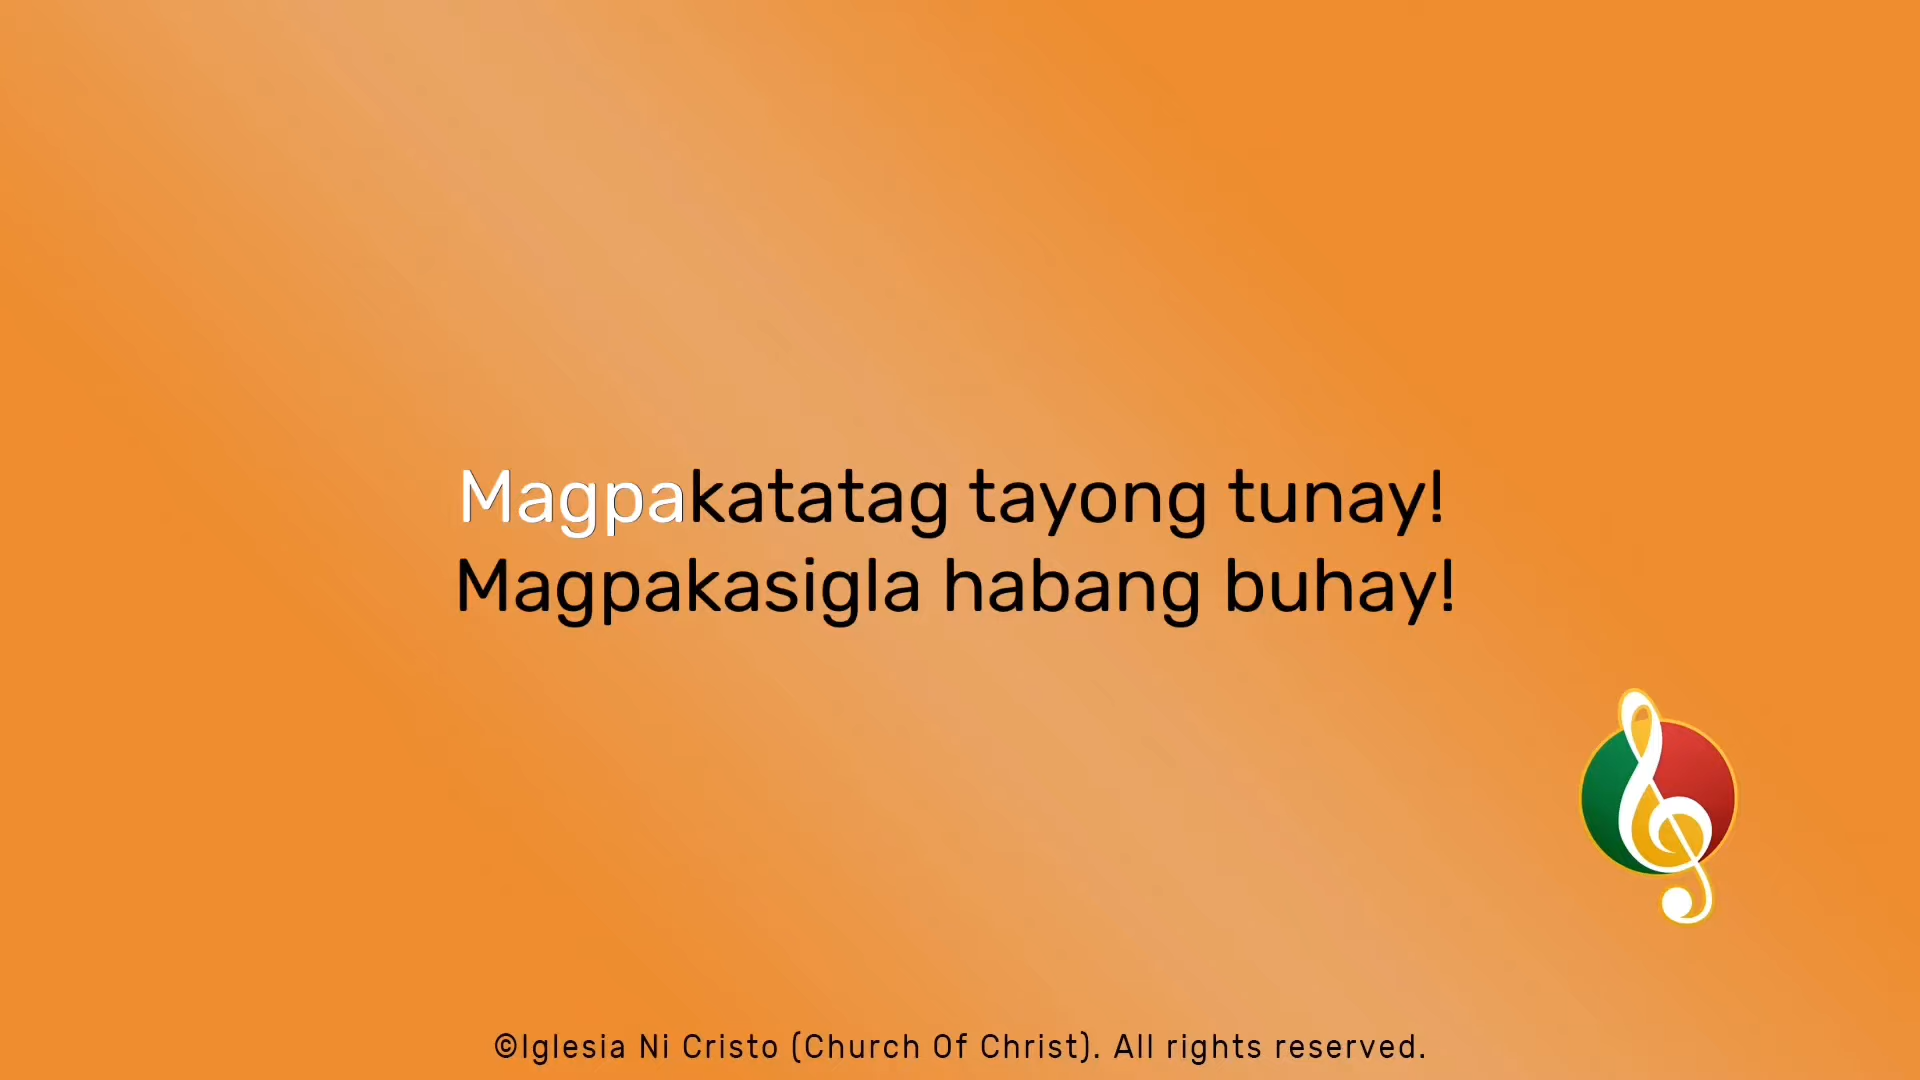 Magpakatatag tayong tunay!
Magpakasigla habang buhay!
©Iglesia Ni Cristo (Church Of Christ). All rights reserved.